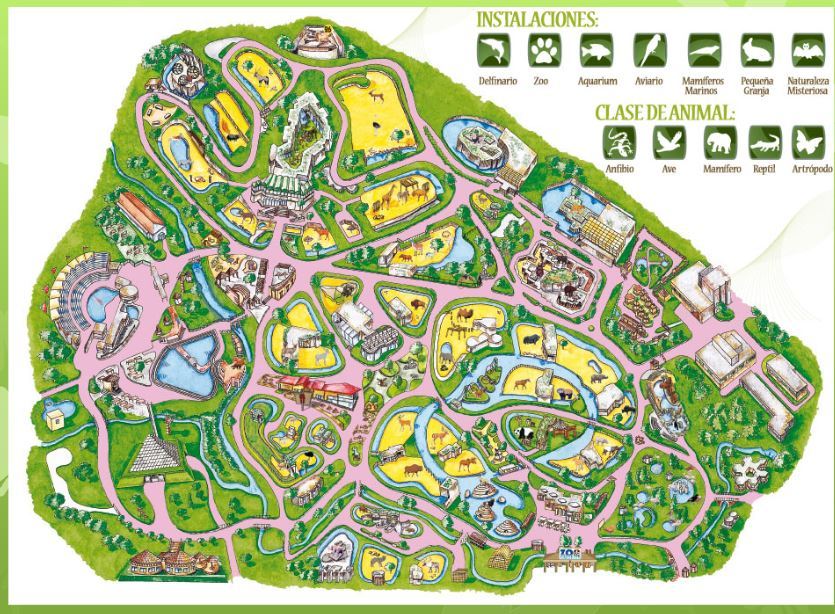 INSTALACIONES:
Delfinario Zoo Aquarium Aviario Mamíferos Marinos Pequeña Granja Naturaleza Misteriosa
CLASE DE ANIMAL:
Anfibio Ave Mamífero Reptil Artrópodo
ZOO